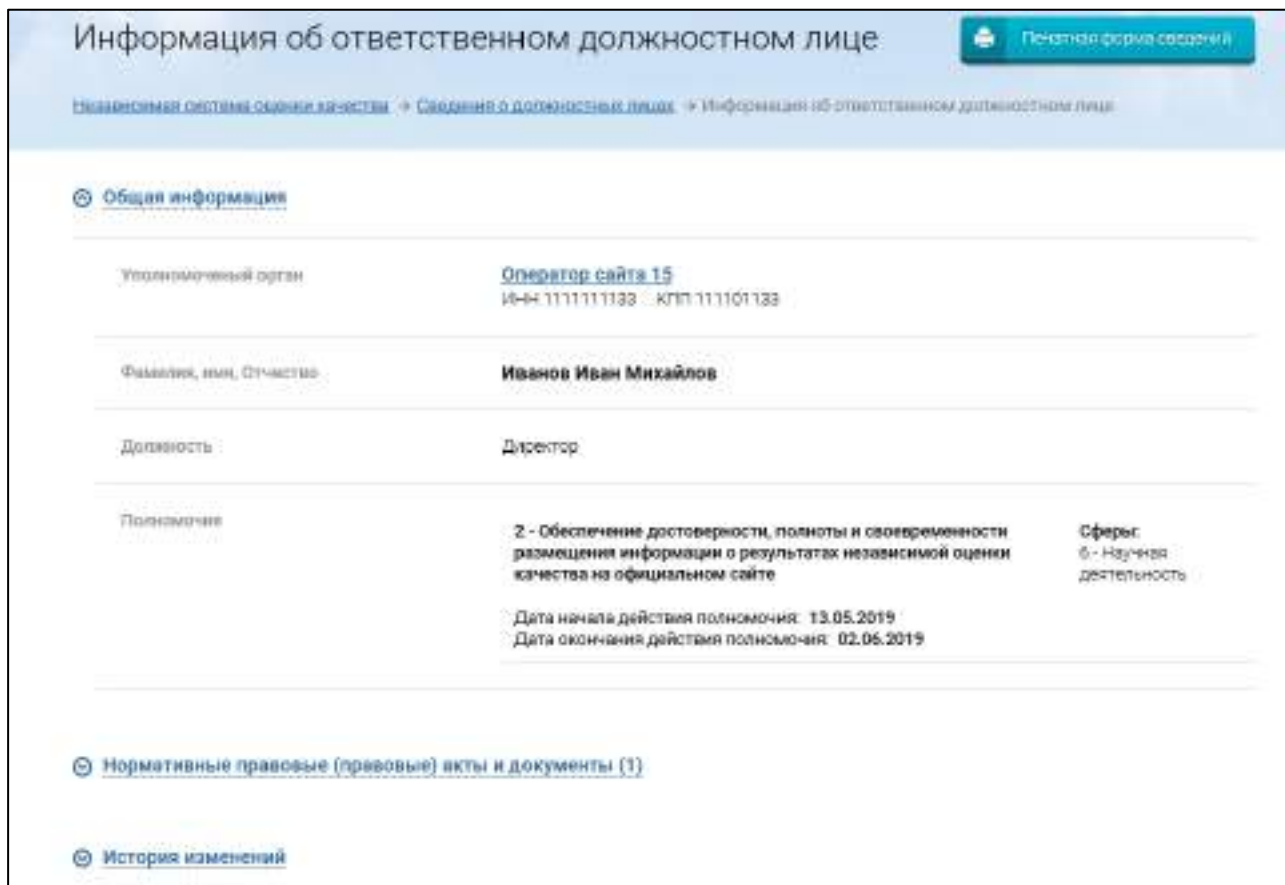 Информация об ответственном должностном лице
Печатная форма сведений
Независимая система оценки качества → Сведения о должностных лицах → Информация об ответственном должностном лице
Общая информация
Уполномоченый орган
Оператор сайта 15
ИНН 1111111133 КПП 111101133
Фамилия, имя, Отчество
Иванов Иван Михайлов
Должность
Директор
Полномочия
2 - Обеспечение достоверности, полноты и своевременности
размещения информации о результатах независимой оценки
качества на официальном сайте
Сферы:
6 - Научная
деятельность
Дата начала действия полномочия: 13.05.2019
Дата окончания действия полномочия: 02.06.2019
Нормативные правовые (правовые) акты и документы (1)
История изменений